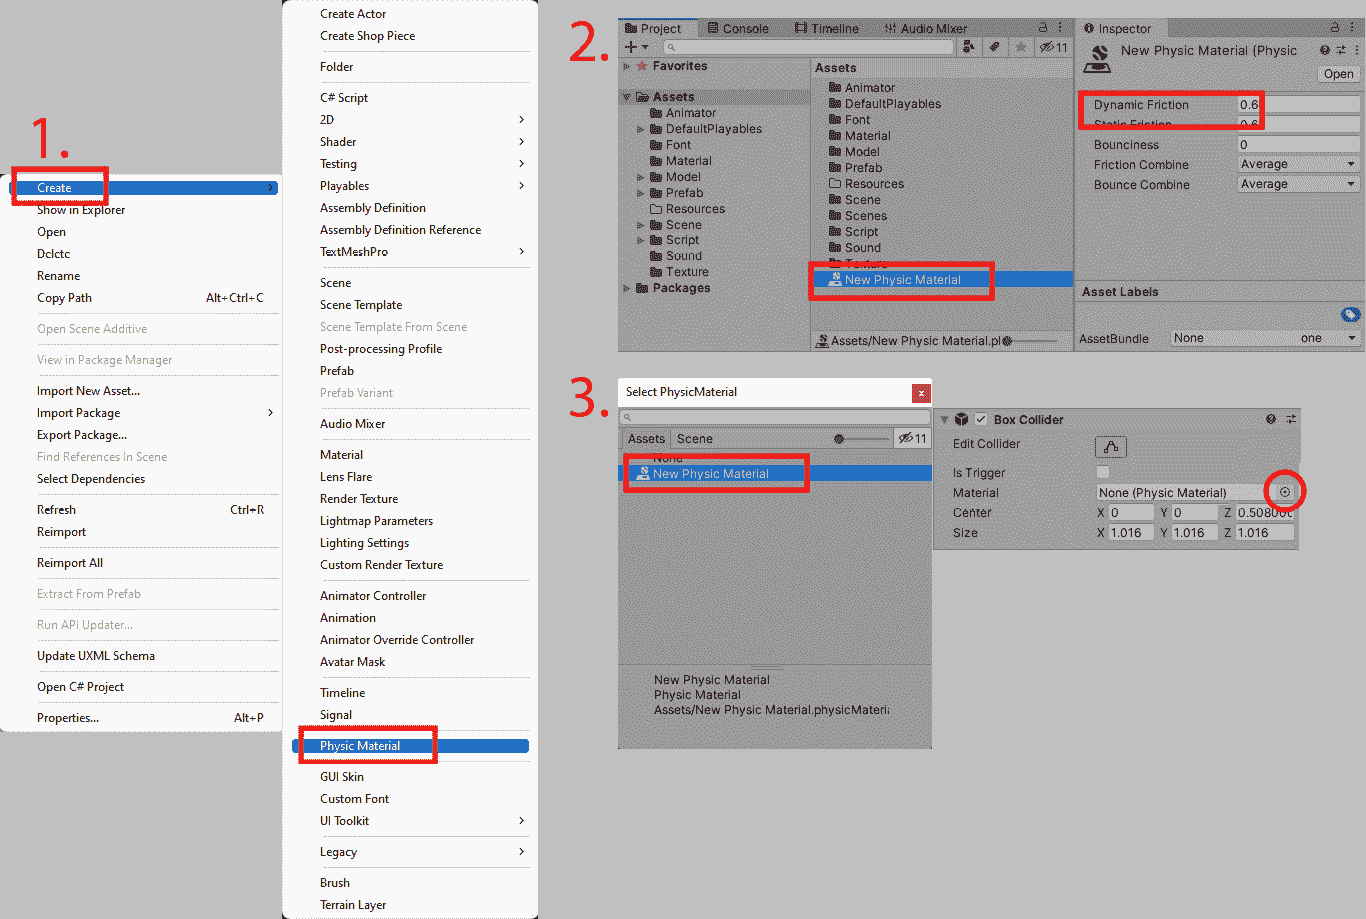 1.
Create
Show in Explorer
Open
Delete
Rename
Copy Path Alt+Ctrl+C
Open Scene Additive
View in Package Manager
Import New Asset...
Import Package
Export Package...
Find References In Scene
Select Dependencies
Refresh Ctrl+R
Reimport
Reimport All
Extract From Prefab
Run API Updater...
Update UXML Schema
Open C# Project
Properties... Alt+P
Create Actor
Create Shop Piece
Folder
C# Script
2D
Shader
Testing
Playables
Assembly Definition
Assembly Definition Reference
TextMeshPro
Scene
Scene Template
Scene Template From Scene
Post-processing Profile
Prefab
Prefab Variant
Audio Mixer
Material
Lens Flare
Render Texture
Lightmap Parameters
Lighting Settings
Custom Render Texture
Animator Controller
Animation
Animator Override Controller
Avatar Mask
Timeline
Signal
Physic Material
GUI Skin
Custom Font
UI Toolkit
Legacy
Brush
Terrain Layer
2.
Project Console Timeline Audio Mixer
11
Favorites
Assets
Animator
DefaultPlayables
Font
Material
Model
Prefab
Resources
Scene
Script
Sound
Texture
Packages
Assets
Animator
DefaultPlayables
Font
Material
Model
Prefab
Resources
Scene
Scenes
Script
Sound
Texture
New Physic Material
Assets/New Physic Material.pl
Inspector
New Physic Material (Physic
Open
Dynamic Friction 0.6
Static Friction 0.6
Bounciness 0
Friction Combine Average
Bounce Combine Average
Asset Labels
AssetBundle None one
3.
Select PhysicMaterial
Assets Scene 11
None
New Physic Material
New Physic Material
Physic Material
Assets/New Physic Material.physicMateria
Box Collider
Edit Collider
Is Trigger
Material None (Physic Material)
Center X 0 Y 0 Z 0.508000
Size X 1.016 Y 1.016 Z 1.016